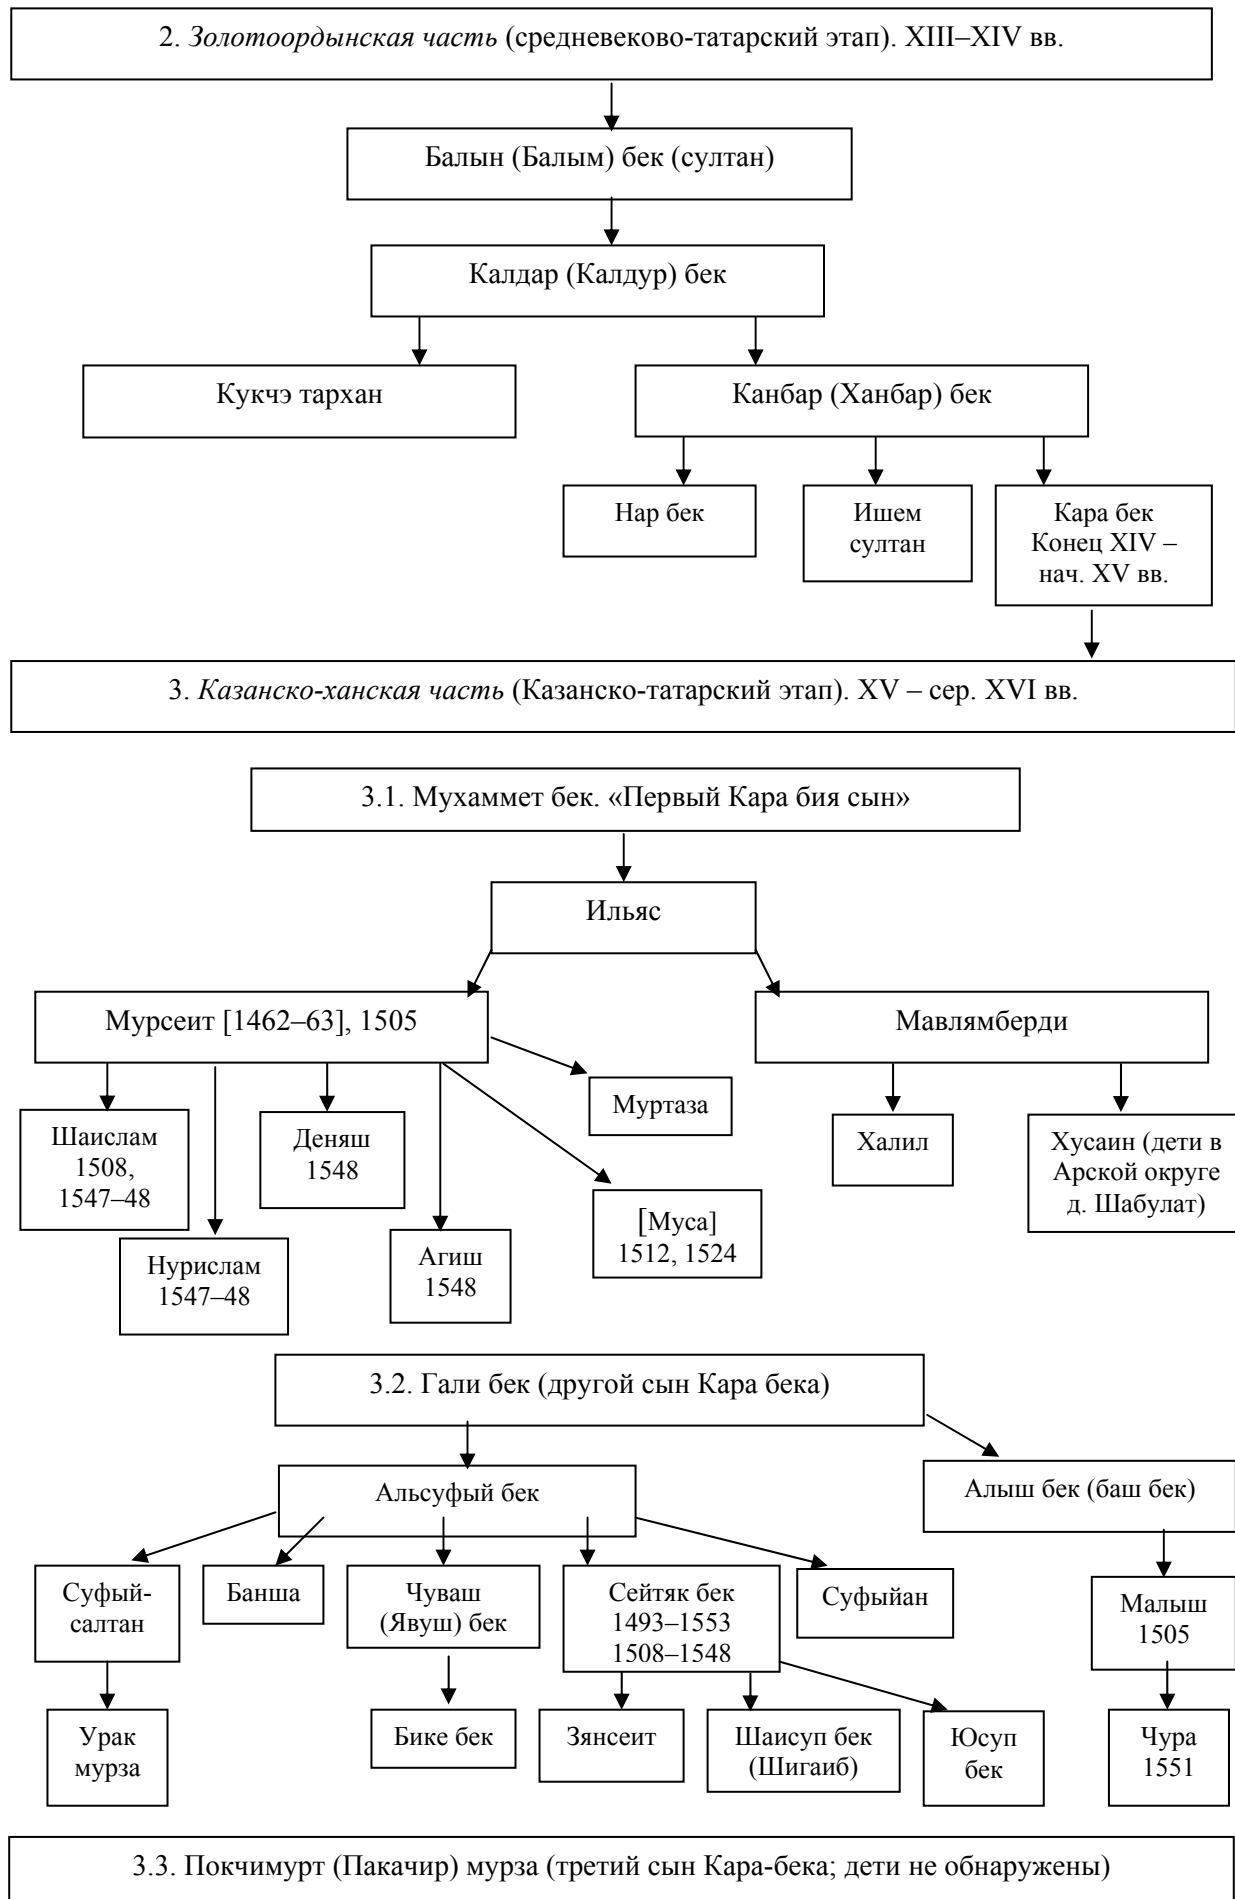 2. Золотоордынская часть (средневеково-татарский этап). XIII–XIV вв.
Балын (Балым) бек (султан)
Калдар (Калдур) бек
Кукчэ тархан
Канбар (Ханбар) бек
Нар бек
Ишем
султан
Кара бек
Конец XIV –
нач. XV вв.
3. Казанско-ханская часть (Казанско-татарский этап). XV – сер. XVI вв.
3.1. Мухаммет бек. «Первый Кара бия сын»
Ильяс
Мурсеит [1462–63], 1505
Мавлямберди
Шаислам
1508,
1547–48
Нурислам
1547–48
Деняш
1548
Агиш
1548
[Муса]
1512, 1524
Муртаза
Халил
Хусаин (дети в
Арской округе
д. Шабулат)
3.2. Гали бек (другой сын Кара бека)
Альсуфый бек
Алыш бек (баш бек)
Суфый-
салтан
Банша
Чуваш
(Явуш) бек
Сейтяк бек
1493–1553
1508–1548
Суфыйан
Малыш
1505
Урак
мурза
Бике бек
Зянсеит
Шаисуп бек
(Шигаиб)
Юсуп
бек
Чура
1551
3.3. Покчимурт (Пакачир) мурза (третий сын Кара-бека; дети не обнаружены)